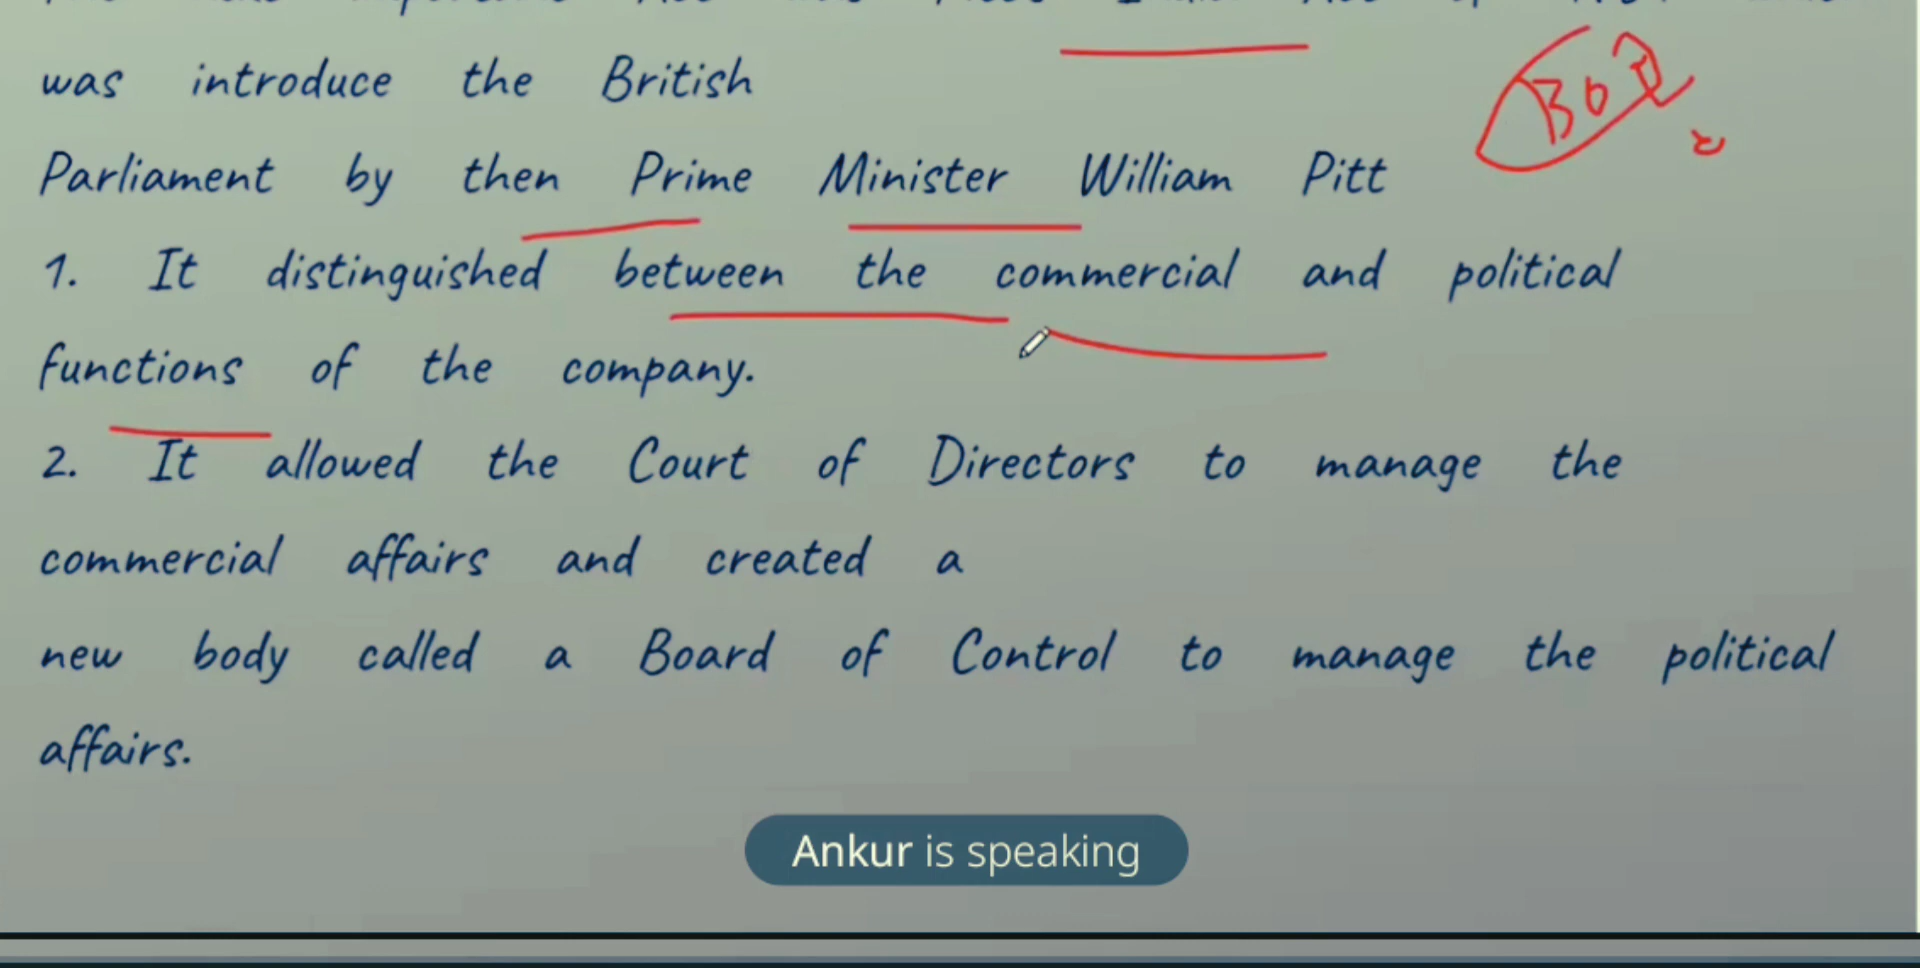 was introduce the British
Parliament by then Prime Minister William Pitt
1. It distinguished between the commercial and political
functions of the company.
2. It allowed the Court of Directors to manage the
commercial affairs and created a
new body called a Board of Control to manage the political
affairs.
Ankur is speaking